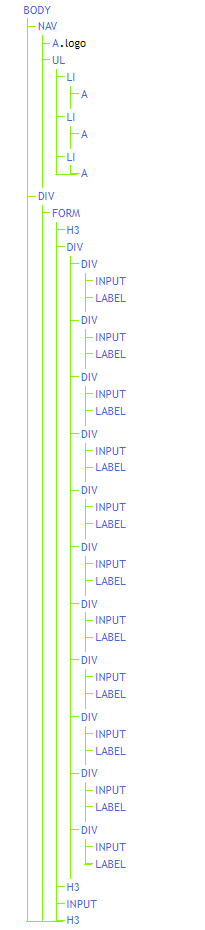 BODY
NAV
A.logo
UL
LI
A
LI
A
LI
A
DIV
FORM
H3
DIV
DIV
INPUT
LABEL
DIV
INPUT
LABEL
DIV
INPUT
LABEL
DIV
INPUT
LABEL
DIV
INPUT
LABEL
DIV
INPUT
LABEL
DIV
INPUT
LABEL
DIV
INPUT
LABEL
DIV
INPUT
LABEL
DIV
INPUT
LABEL
DIV
INPUT
LABEL
H3
INPUT
H3